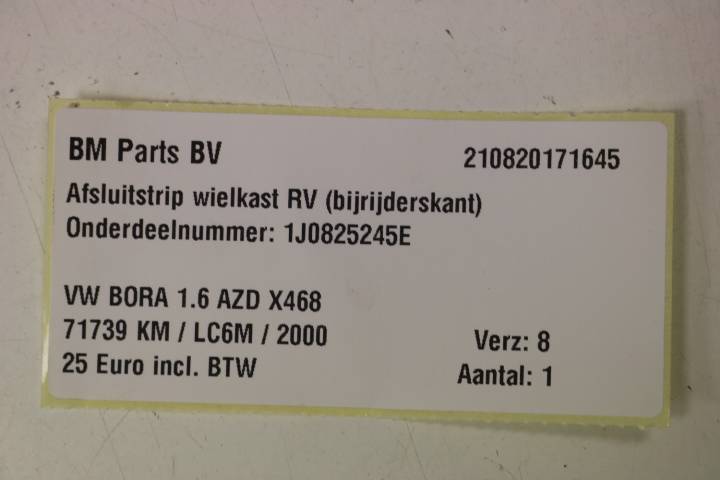 BM Parts BV 210820171645
Afsluitstrip wielkast RV (bijrijderskant)
Onderdeelnummer: 1J0825245E
VW BORA 1.6 AZD X468
71739 KM / LC6M / 2000 Verz: 8
25 Euro incl. BTW Aantal: 1